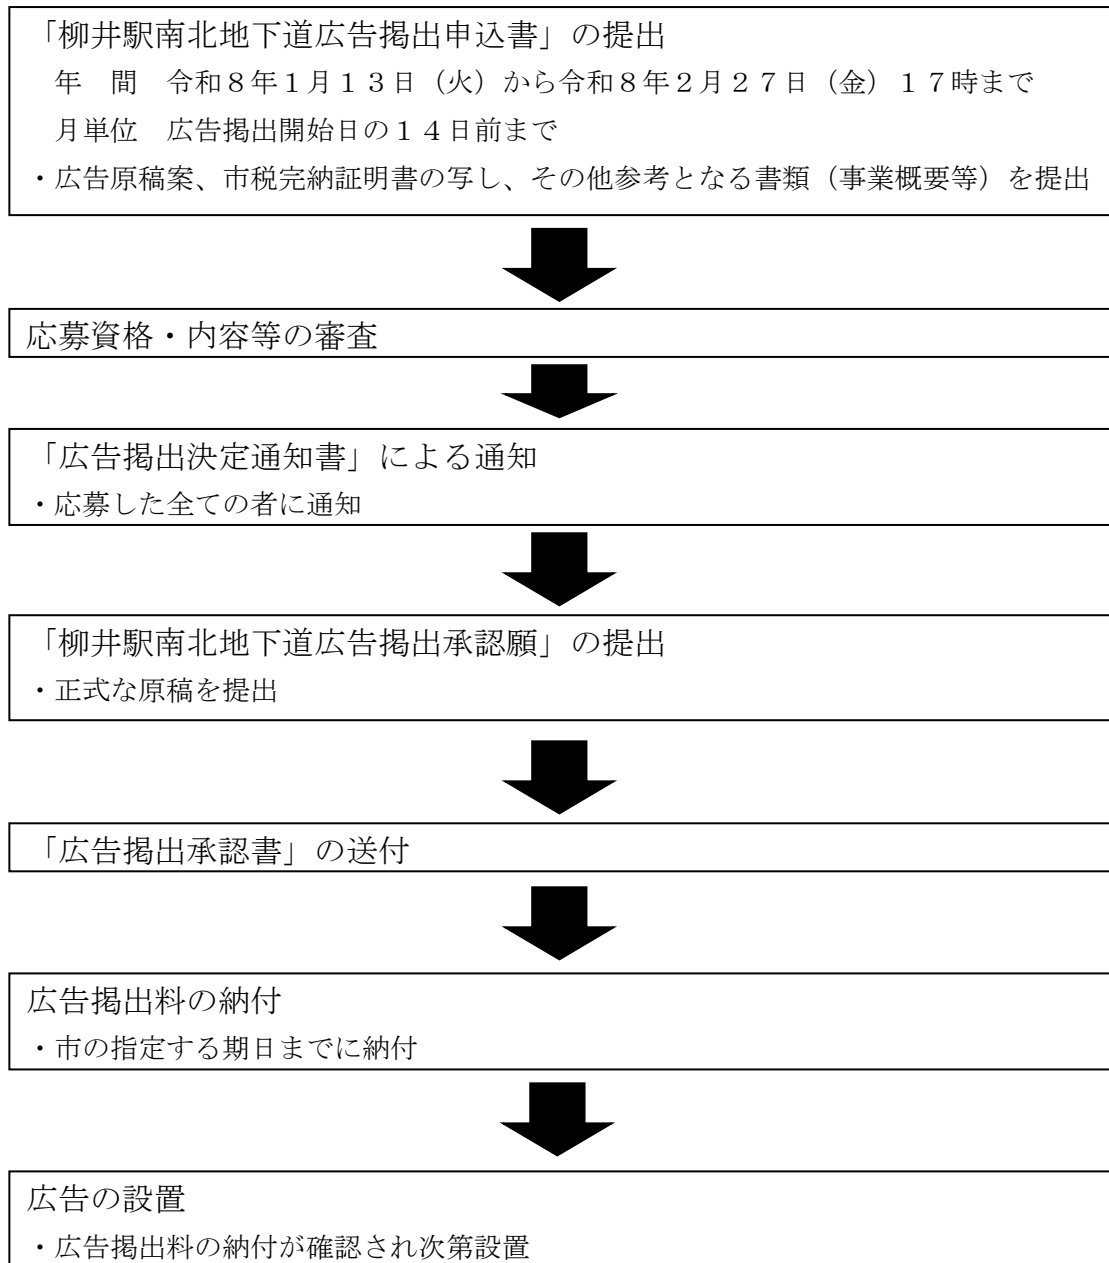 「柳井駅南北地下道広告掲出申込書」の提出
年　間　令和８年１月１３日（火）から令和８年２月２７日（金）１７時まで
月単位　広告掲出開始日の１４日前まで
・広告原稿案、市税完納証明書の写し、その他参考となる書類（事業概要等）を提出
応募資格・内容等の審査
「広告掲出決定通知書」による通知
・応募した全ての者に通知
「柳井駅南北地下道広告掲出承認願」の提出
・正式な原稿を提出
「広告掲出承認書」の送付
広告掲出料の納付
・市の指定する期日までに納付
広告の設置
・広告掲出料の納付が確認され次第設置